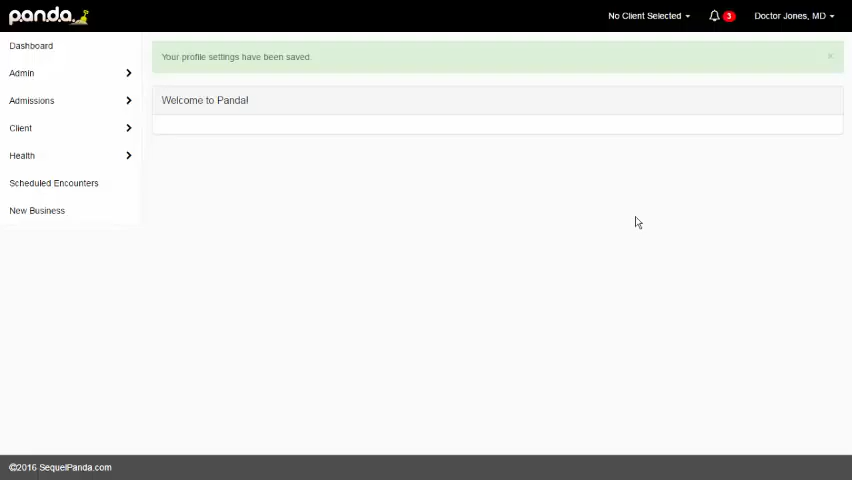 p.a.n.d.a.
No Client Selected
3
Doctor Jones, MD
Dashboard
Your profile settings have been saved.
×
Admin
Admissions
Welcome to Panda!
Client
Health
Scheduled Encounters
New Business
©2016 SequelPanda.com